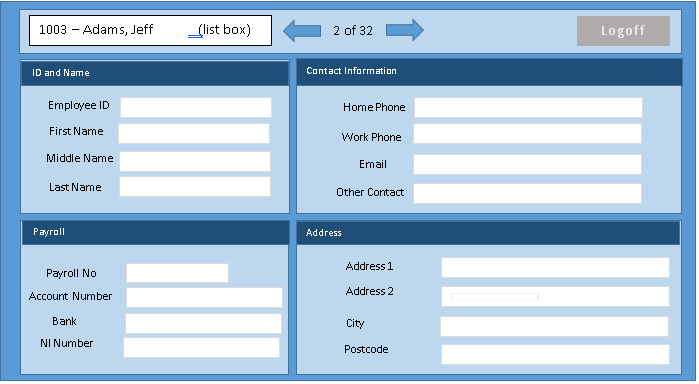 1003 – Adams, Jeff (list box)
2 of 32
Logoff
ID and Name
Employee ID
First Name
Middle Name
Last Name
Contact Information
Home Phone
Work Phone
Email
Other Contact
Payroll
Payroll No
Account Number
Bank
NI Number
Address
Address 1
Address 2
City
Postcode